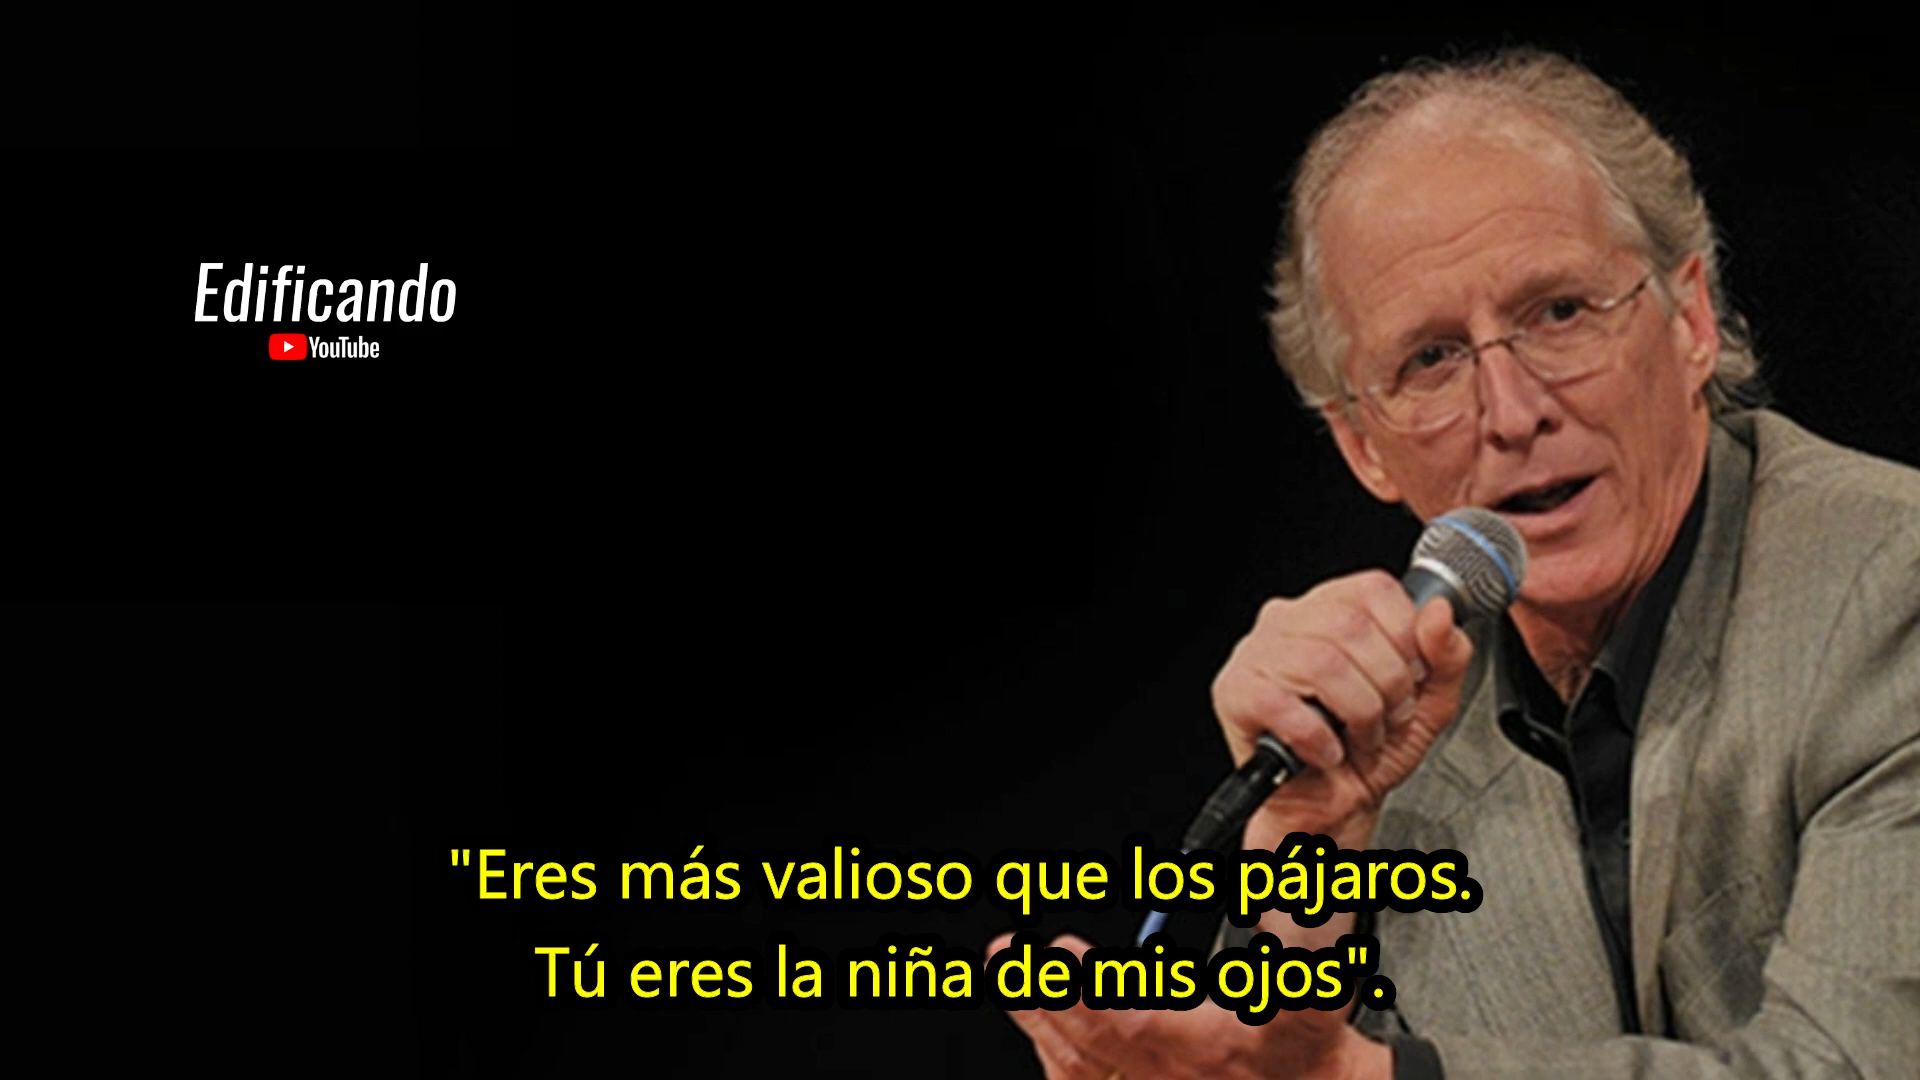 Edificando
YouTube
"Eres más valioso que los pájaros.
Tú eres la niña de mis ojos".